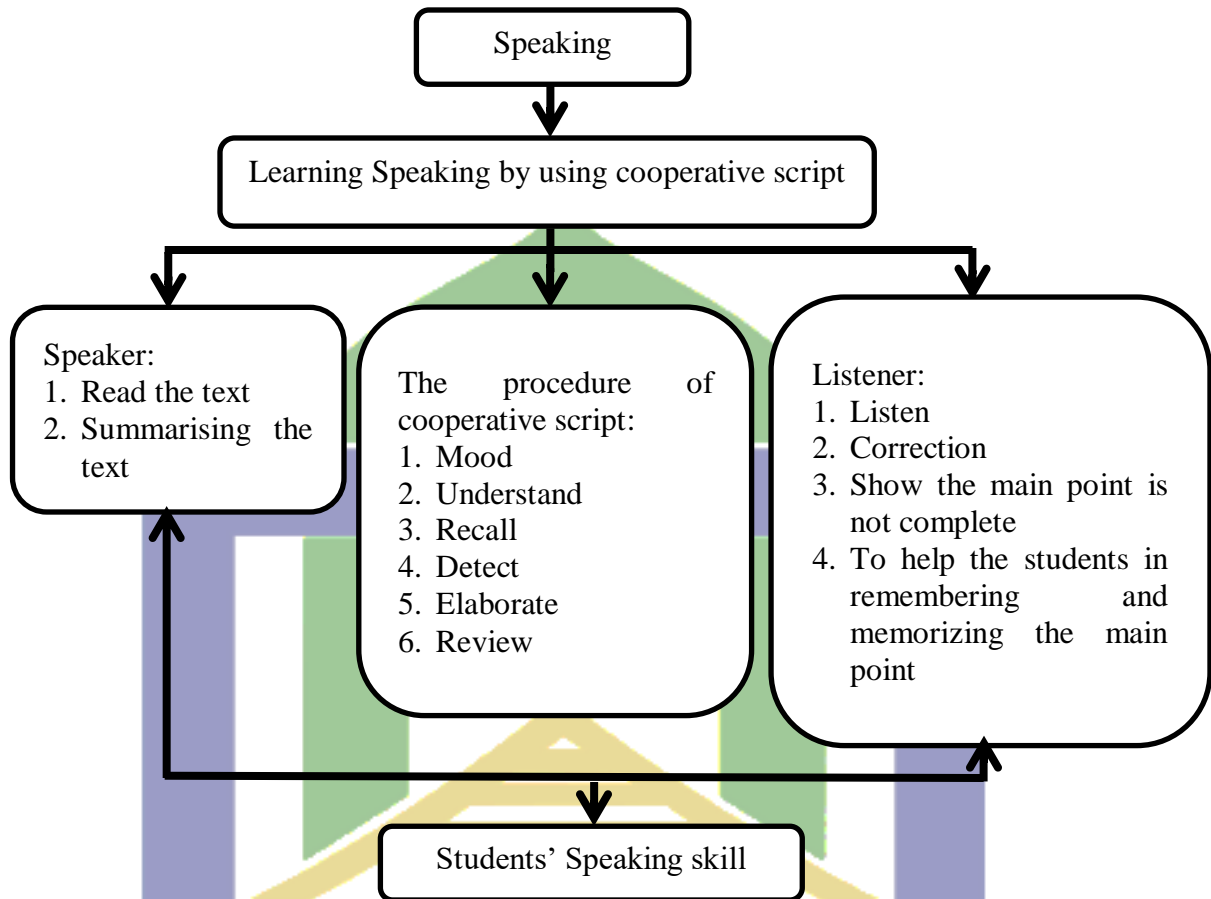 Speaking
Learning Speaking by using cooperative script
Speaker:
1. Read the text
2. Summarising the
text
The procedure of
cooperative script:
1. Mood
2. Understand
3. Recall
4. Detect
5. Elaborate
6. Review
Listener:
1. Listen
2. Correction
3. Show the main point is
not complete
4. To help the students in
remembering and
memorizing the main
point
Students’ Speaking skill